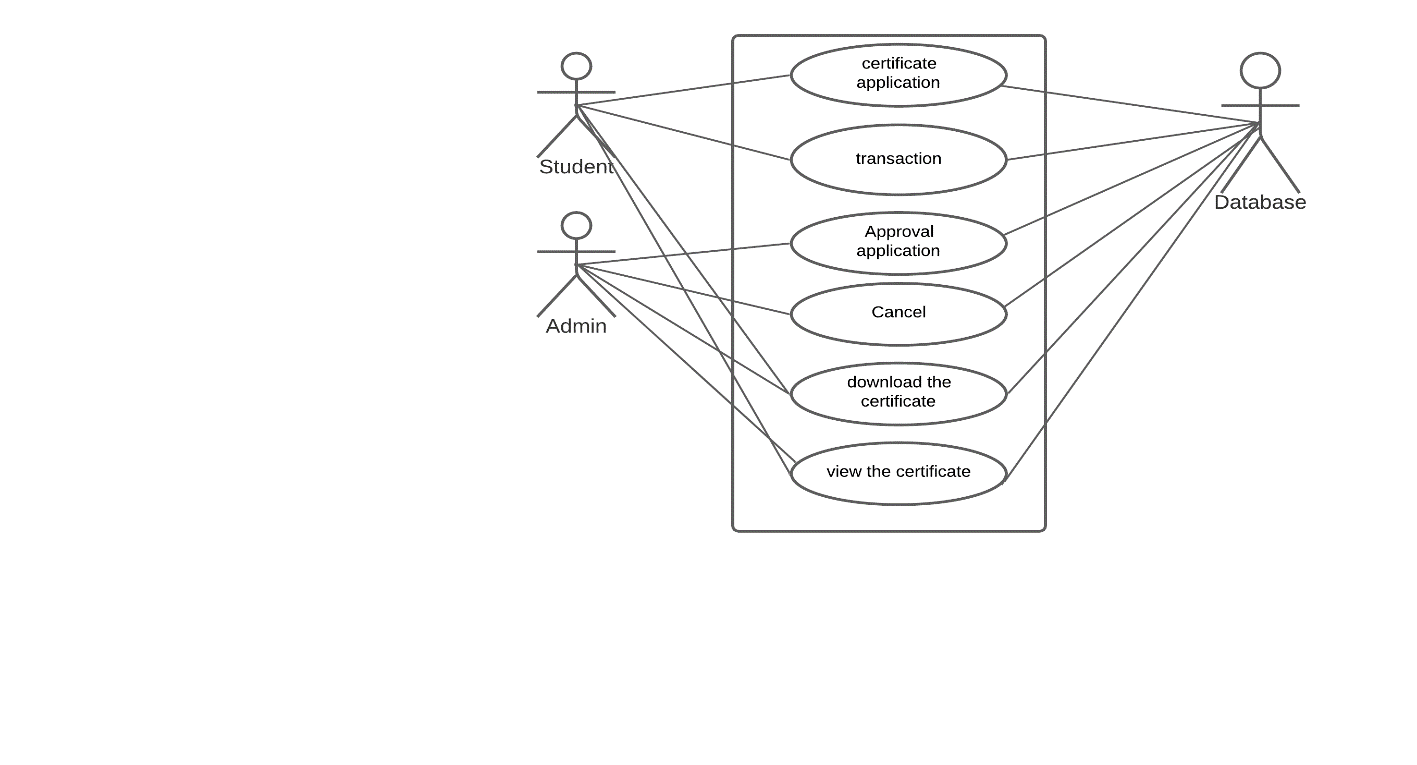 certificate
application
Student
transaction
Database
Approval
application
Admin
Cancel
download the
certificate
view the certificate